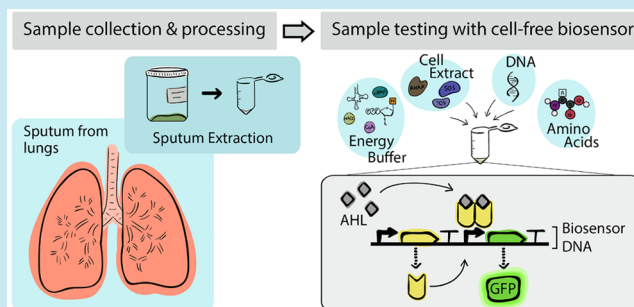 Sample collection & processing
Sample testing with cell-free biosensor
Sputum Extraction
Sputum from
lungs
Energy
Buffer
Cell
Extract
DNA
Amino
Acids
AHL
Biosensor
DNA
GFP